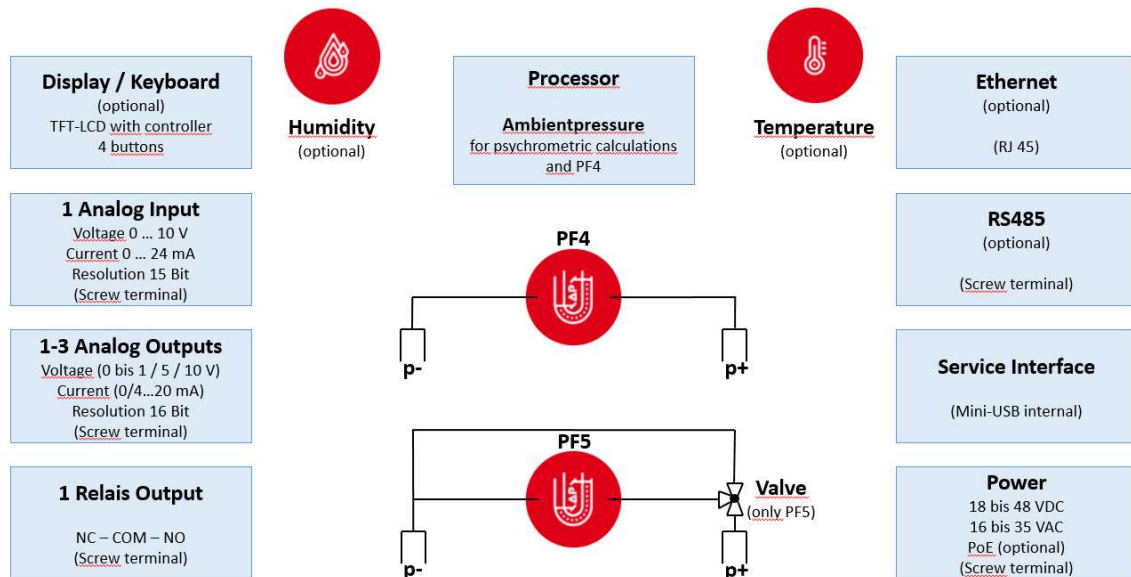 Display / Keyboard
(optional)
TFT-LCD with controller
4 buttons
Humidity
(optional)
Processor
Ambientpressure
for psychrometric calculations
and PF4
Temperature
(optional)
Ethernet
(optional)
(RJ 45)
1 Analog Input
Voltage 0 ... 10 V
Current 0 ... 24 mA
Resolution 15 Bit
(Screw terminal)
PF4
ΔP
p-
p+
RS485
(optional)
(Screw terminal)
1-3 Analog Outputs
Voltage (0 bis 1 / 5 / 10 V)
Current (0/4...20 mA)
Resolution 16 Bit
(Screw terminal)
Service Interface
(Mini-USB internal)
1 Relais Output
NC – COM – NO
(Screw terminal)
PF5
ΔP
Valve
(only PF5)
p-
p+
Power
18 bis 48 VDC
16 bis 35 VAC
PoE (optional)
(Screw terminal)